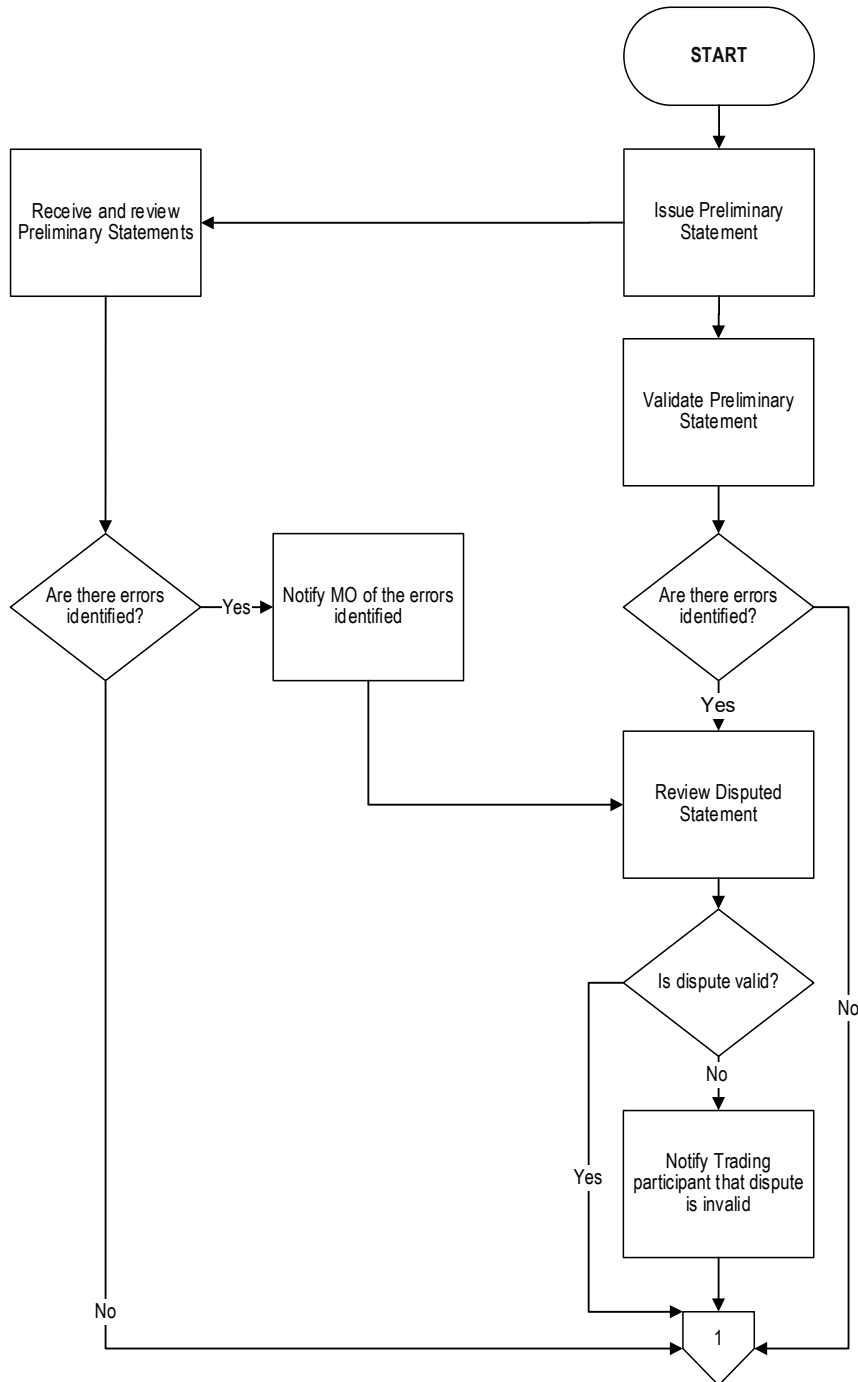 START
Receive and review
Preliminary Statements
Issue Preliminary
Statement
Validate Preliminary
Statement
Are there errors
identified?
Yes
Notify MO of the errors
identified
Are there errors
identified?
Yes
Review Disputed
Statement
Is dispute valid?
No
No
Yes
Notify Trading
participant that dispute
is invalid
No
1